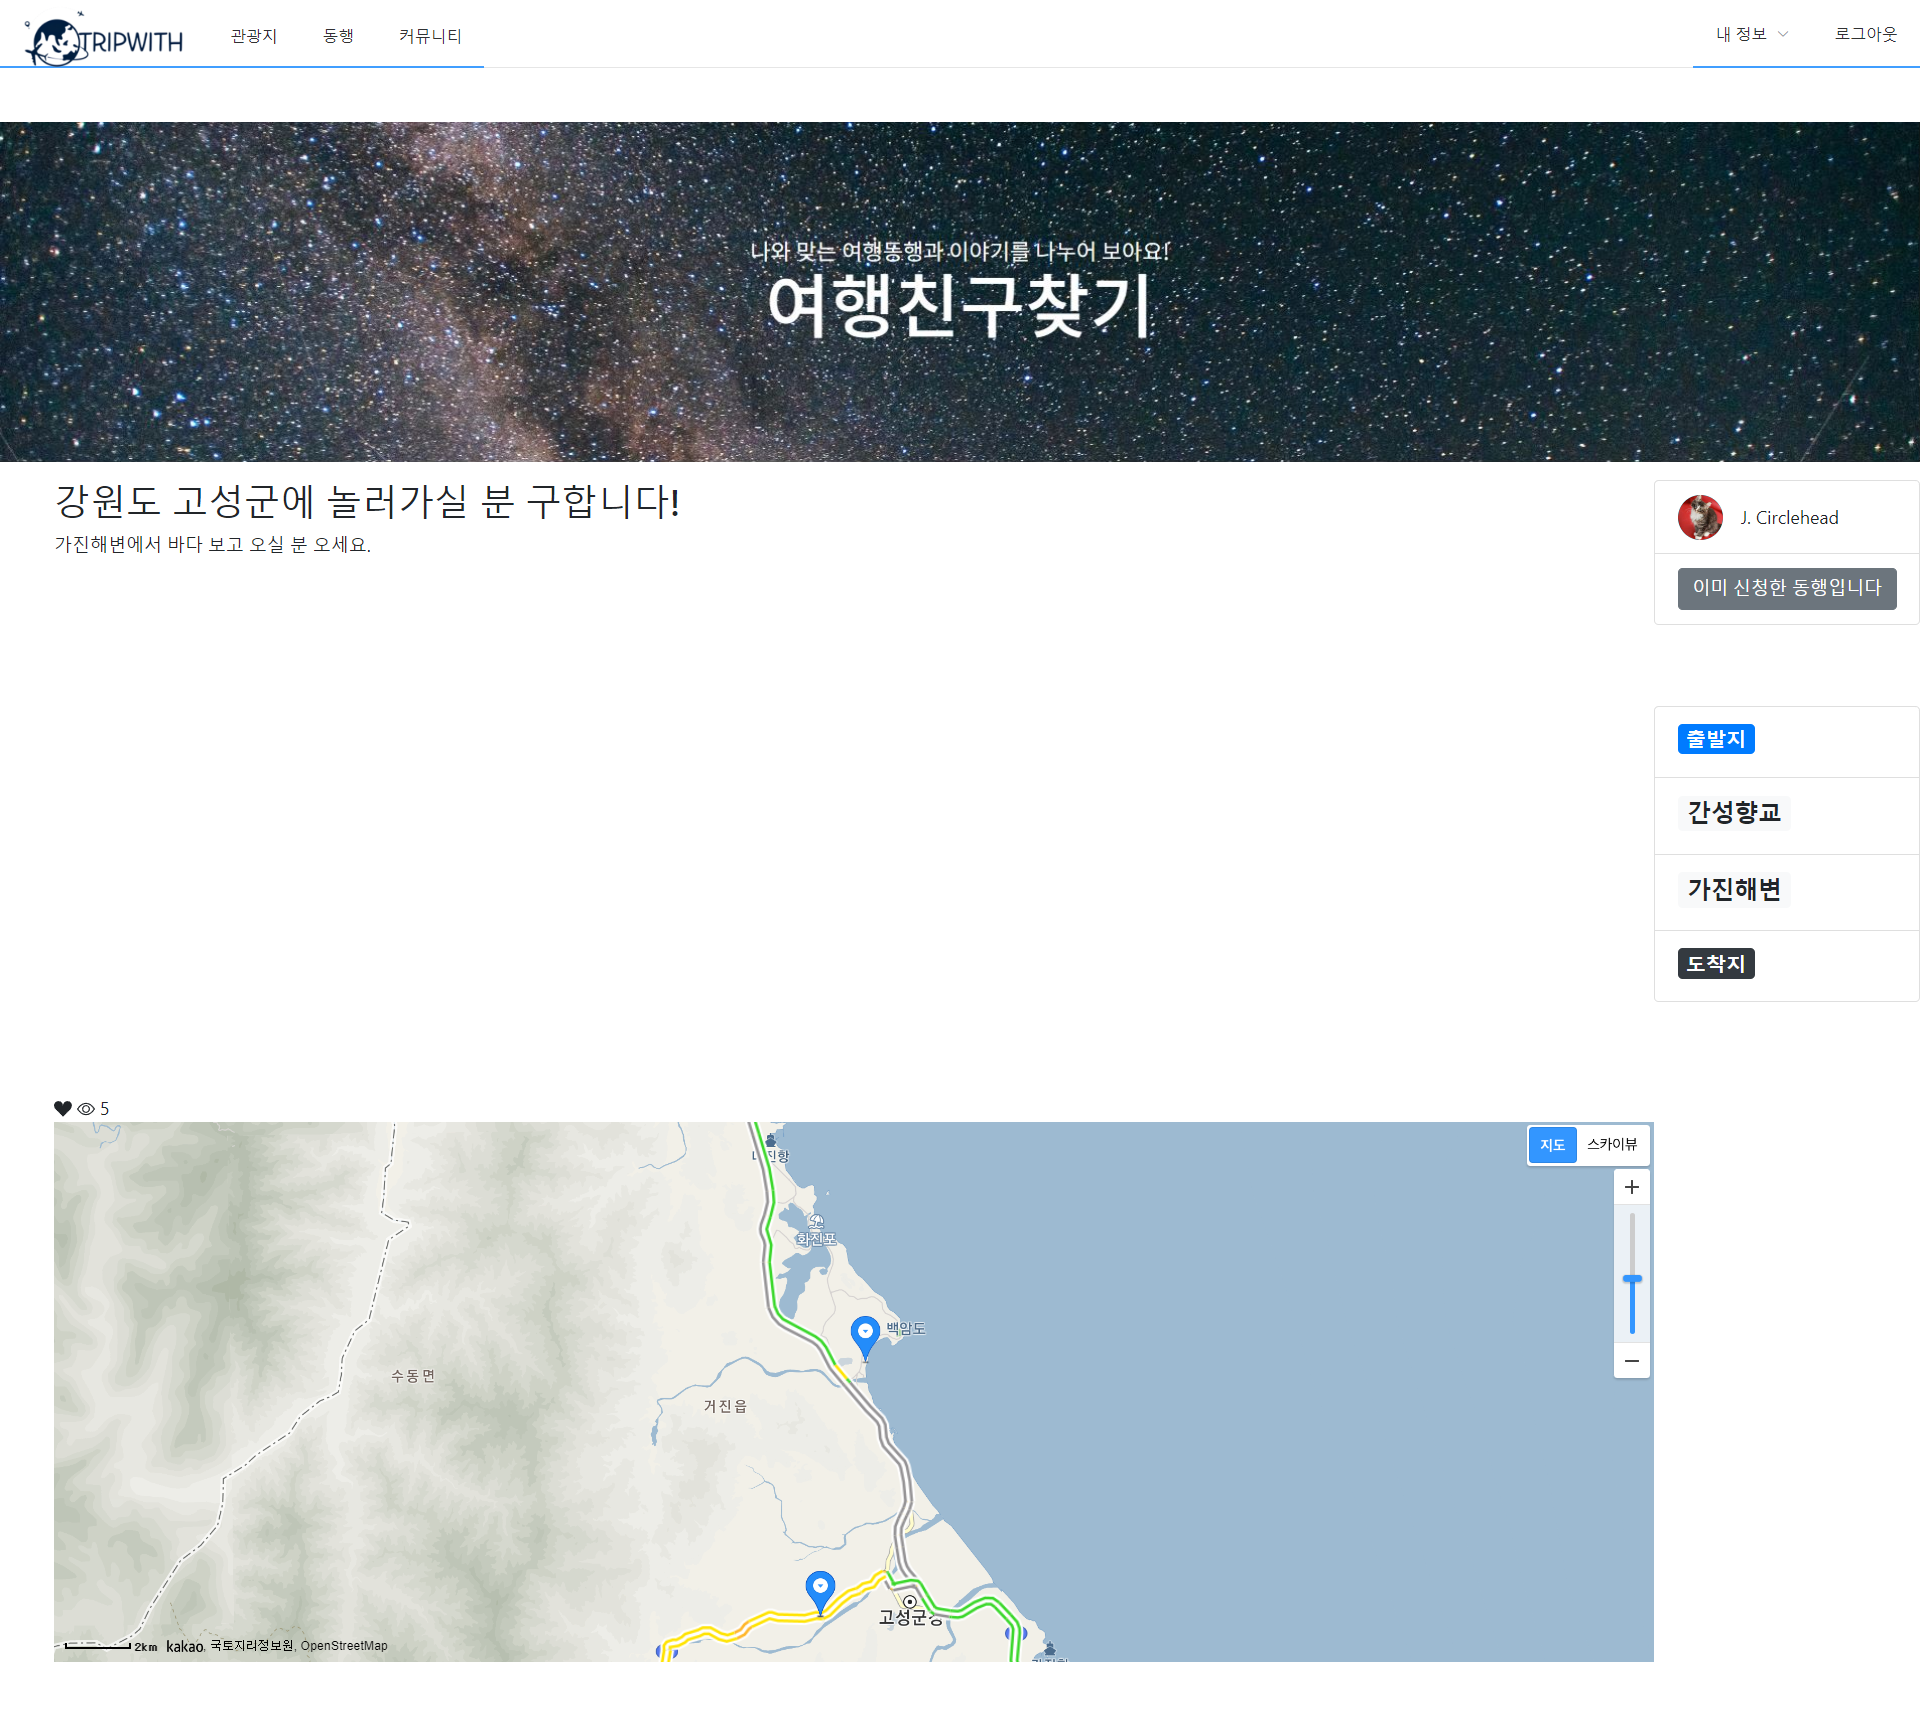 TRIPWITH
관광지
동행
커뮤니티
내 정보
로그아웃
나와 맞는 여행동행과 이야기를 나누어 보아요!
여행친구찾기
강원도 고성군에 놀러가실 분 구합니다!
가진해변에서 바다 보고 오실 분 오세요.
J. Circlehead
이미 신청한 동행입니다
출발지
간성향교
가진해변
도착지
5
지도
스카이뷰
화진포
백암도
수동면
거진읍
고성군청
2km
kakao, 국토지리정보원, OpenStreetMap